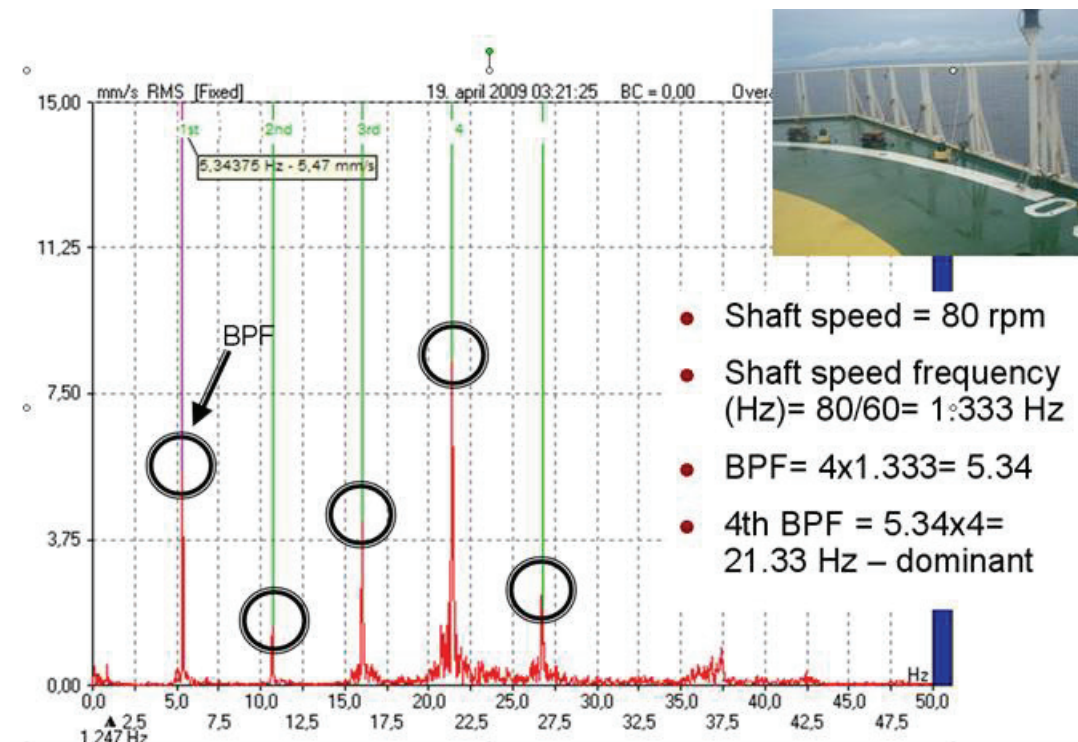 mm/s RMS [Fixed] 19. april 2009 03:21:25 BC = 0,00 Overa
15,00
1st 2nd 3rd 4
5,34375 Hz - 5,47 mm/s
11,25
BPF
7,50
3,75
0,00
Hz
0,0 5,0 10,0 15,0 20,0 25,0 30,0 35,0 40,0 45,0 50,0
2,5 7,5 12,5 17,5 22,5 27,5 32,5 37,5 42,5 47,5
1,247 Hz
Shaft speed = 80 rpm
Shaft speed frequency
(Hz)= 80/60= 1.333 Hz
BPF= 4x1.333= 5.34
4th BPF = 5.34x4=
21.33 Hz – dominant